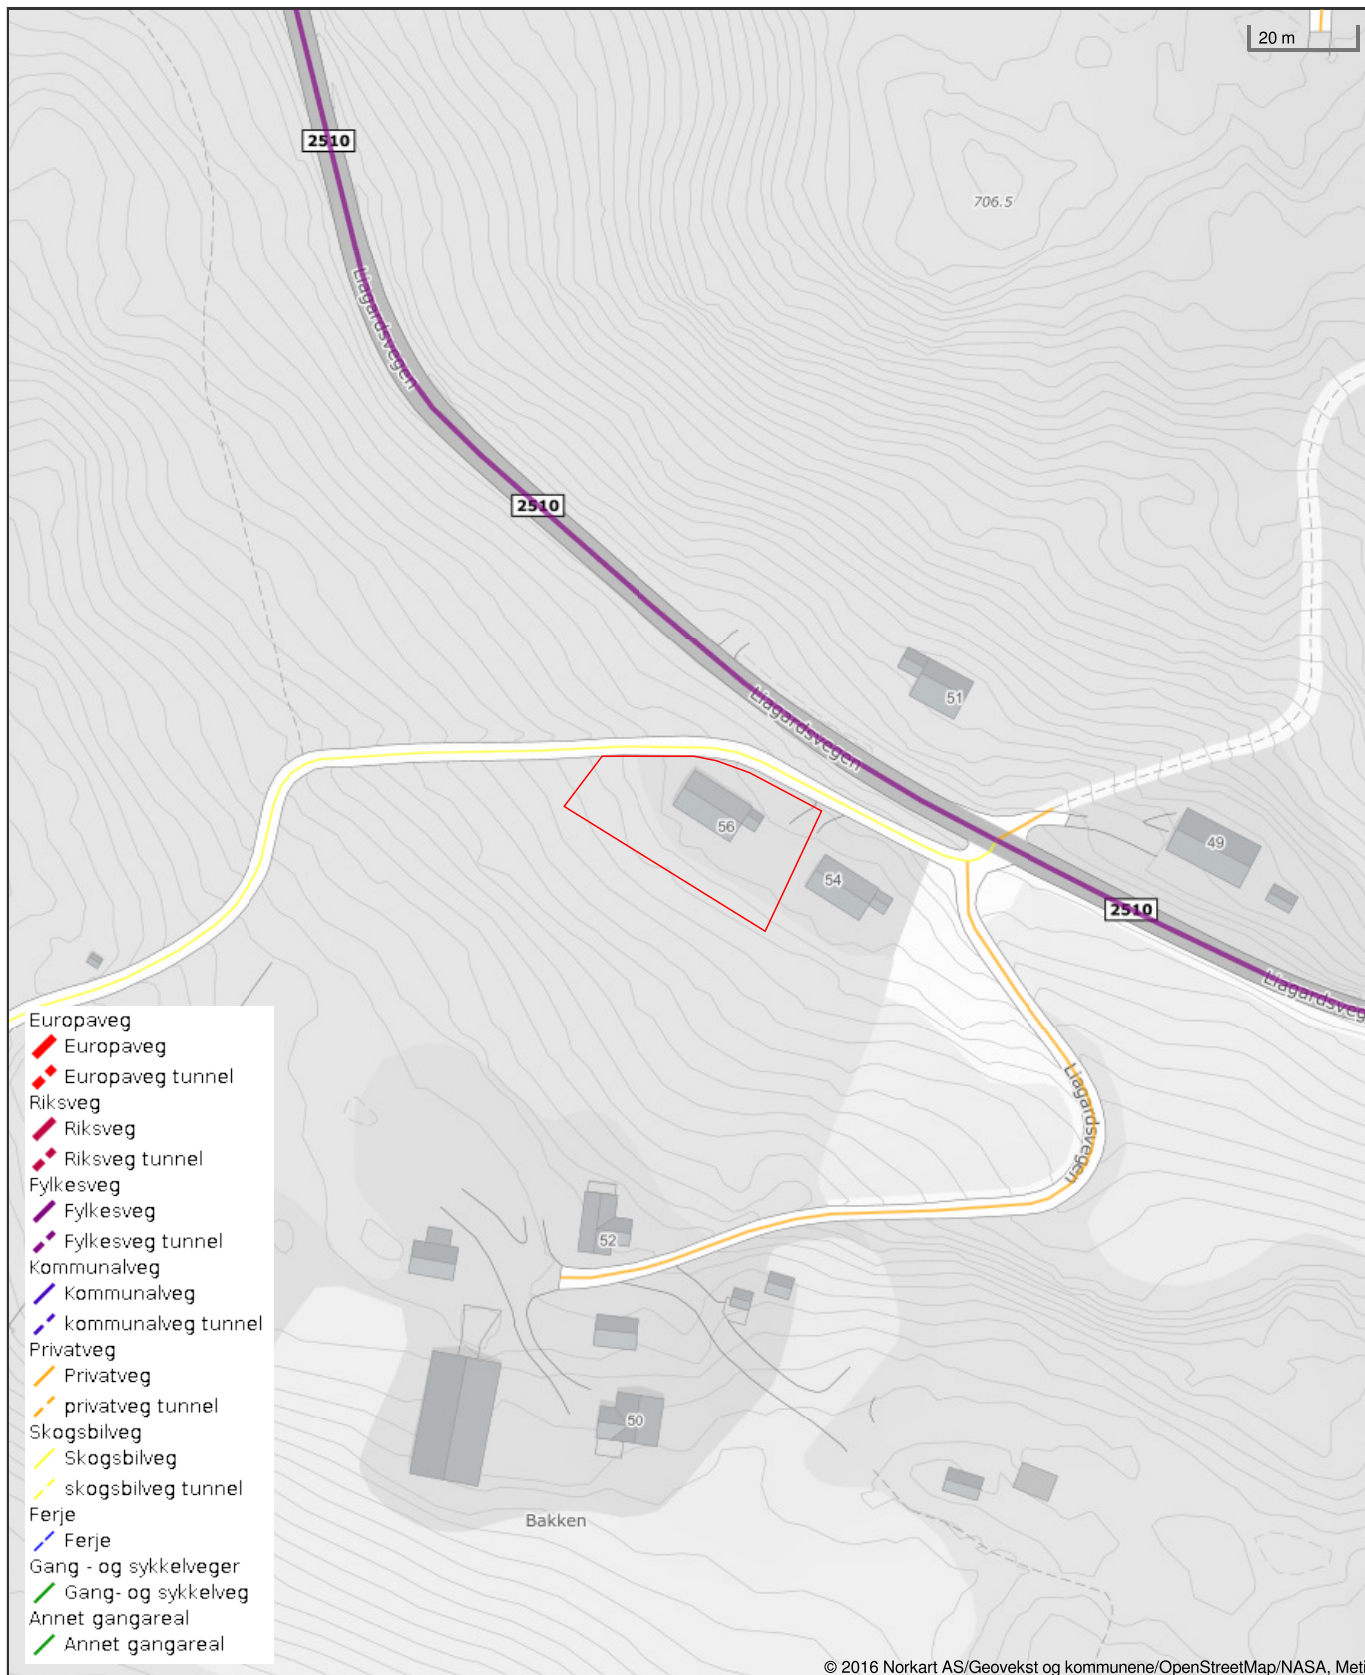 20 m
2510
706.5
Liagardsvegen
2510
51
Liagardsvegen
56
49
54
2510
Liagardsveg
Liagardsvegen
52
50
Bakken
Europaveg
Europaveg
Europaveg tunnel
Riksveg
Riksveg
Riksveg tunnel
Fylkesveg
Fylkesveg
Fylkesveg tunnel
Kommunalveg
Kommunalveg
kommunalveg tunnel
Privatveg
Privatveg
privatveg tunnel
Skogsbilveg
Skogsbilveg
skogsbilveg tunnel
Ferje
Ferje
Gang - og sykkelveger
Gang- og sykkelveg
Annet gangareal
Annet gangareal
© 2016 Norkart AS/Geovekst og kommunene/OpenStreetMap/NASA, Meti